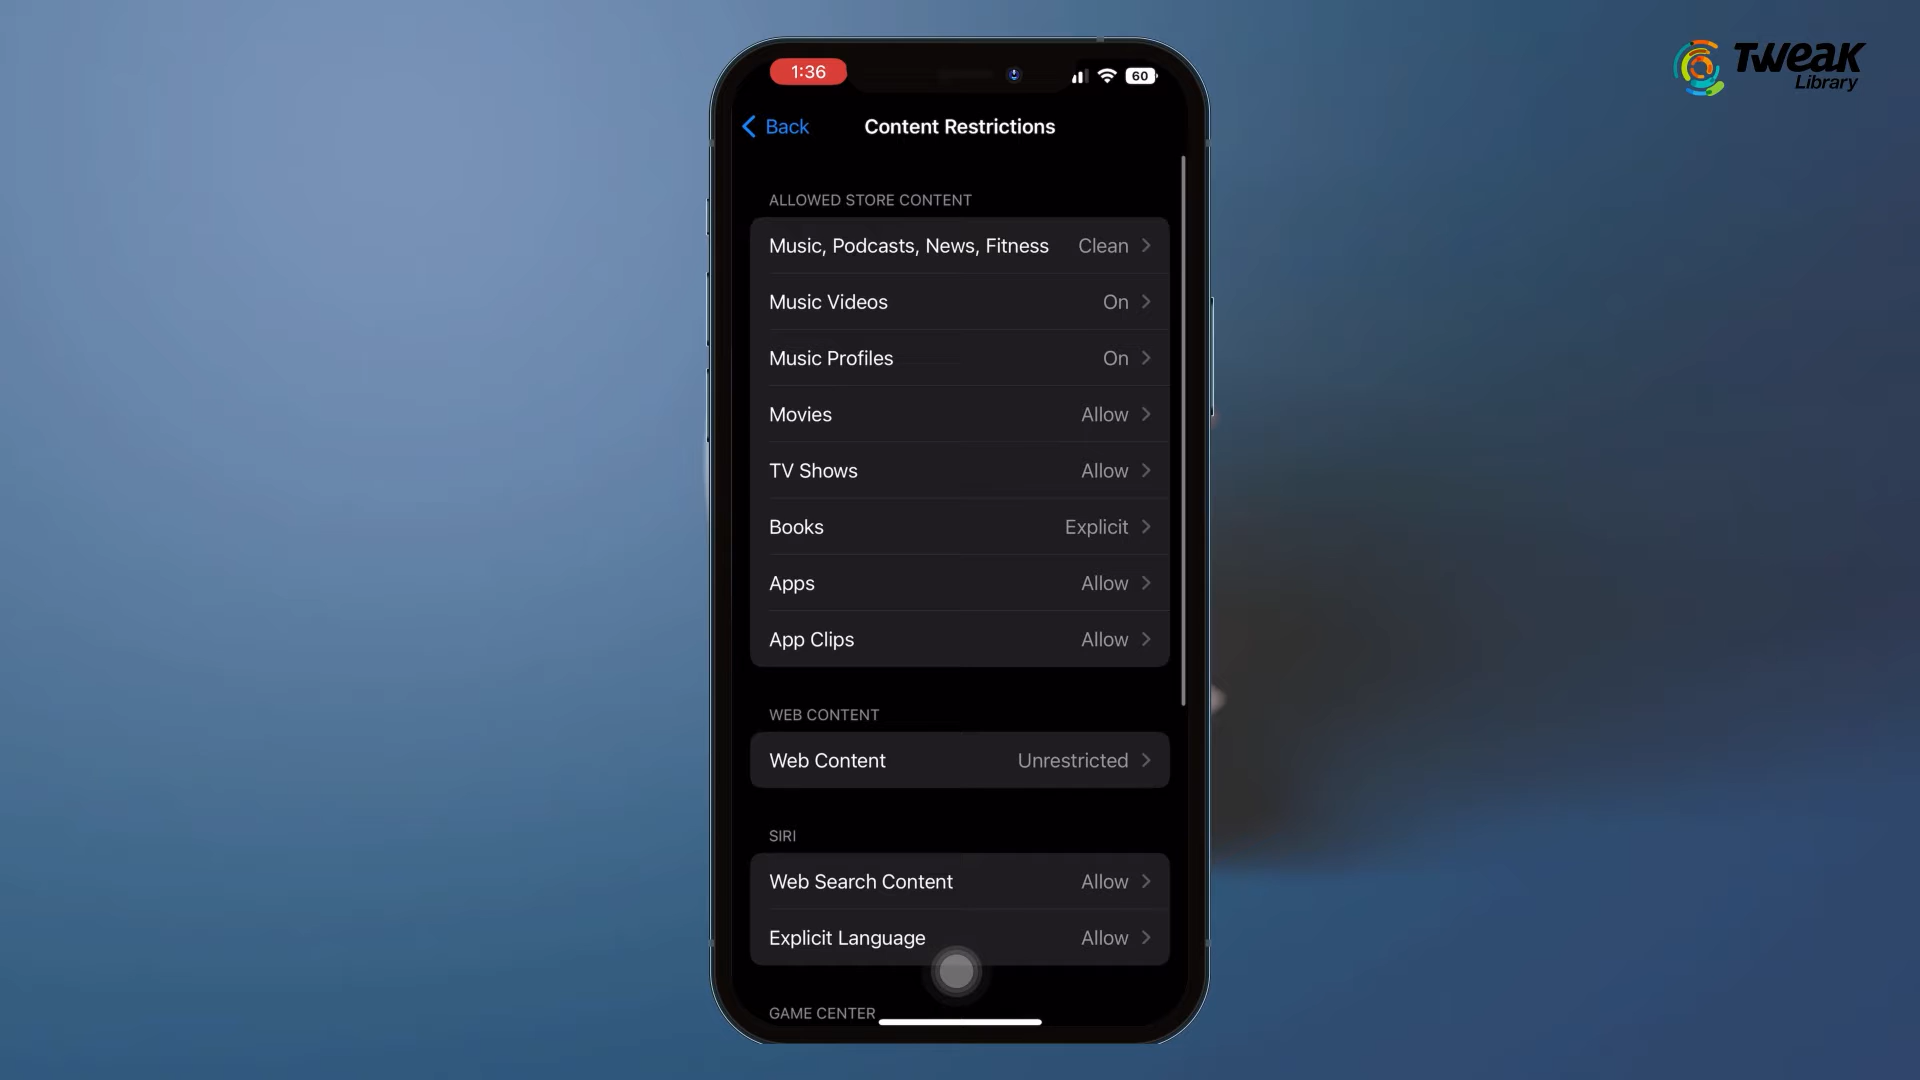 1:36
60
Tweak
Library
Back
Content Restrictions
ALLOWED STORE CONTENT
Music, Podcasts, News, Fitness Clean
Music Videos On
Music Profiles On
Movies Allow
TV Shows Allow
Books Explicit
Apps Allow
App Clips Allow
WEB CONTENT
Web Content Unrestricted
SIRI
Web Search Content Allow
Explicit Language Allow
GAME CENTER